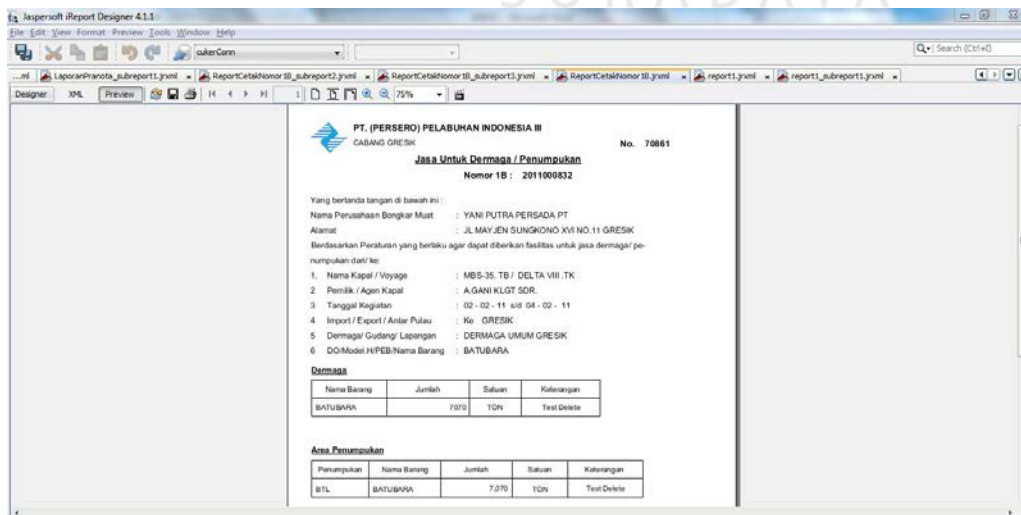 SURABAYA
Jaspersoft iReport Designer 4.1.1
File Edit View Format Preview Tools Window Help
cukerConn
Search (Ctrl+I)
...ml LaporanPranota_subreport1.jrxml ReportCetakNomor1B_subreport2.jrxml ReportCetakNomor1B_subreport3.jrxml ReportCetakNomor1B.jrxml report1.jrxml report1_subreport1.jrxml
Designer XML Preview 1 75%
PT. (PERSERO) PELABUHAN INDONESIA III
CABANG GRESIK No. 70861
Jasa Untuk Dermaga / Penumpukan
Nomor 1B : 2011000832
Yang bertanda tangan di bawah ini :
Nama Perusahaan Bongkar Muat : YANI PUTRA PERSADA PT
Alamat : JL.MAYJEN SUNGKONO XVI NO.11 GRESIK
Berdasarkan Peraturan yang berlaku agar dapat diberikan fasilitas untuk jasa dermaga/ pe-
numpukan dari/ ke:
1, Nama Kapal / Voyage : MBS-35. TB / DELTA VIII .TK
2 Pemilik / Agen Kapal : A.GANI KLGT SDR.
3 Tanggal Kegiatan : 02 - 02 - 11 s/d 04 - 02 - 11
4 Import / Export / Antar Pulau : Ke GRESIK
5 Dermaga/ Gudang/ Lapangan : DERMAGA UMUM GRESIK
6 DO/Model.H/PEB/Nama Barang : BATUBARA
Dermaga
Nama Barang Jumlah Satuan Keterangan
BATUBARA 7070 TON Test Delete
Area Penumpukan
Penumpukan Nama Barang Jumlah Satuan Keterangan
BTL BATUBARA 7,070 TON Test Delete